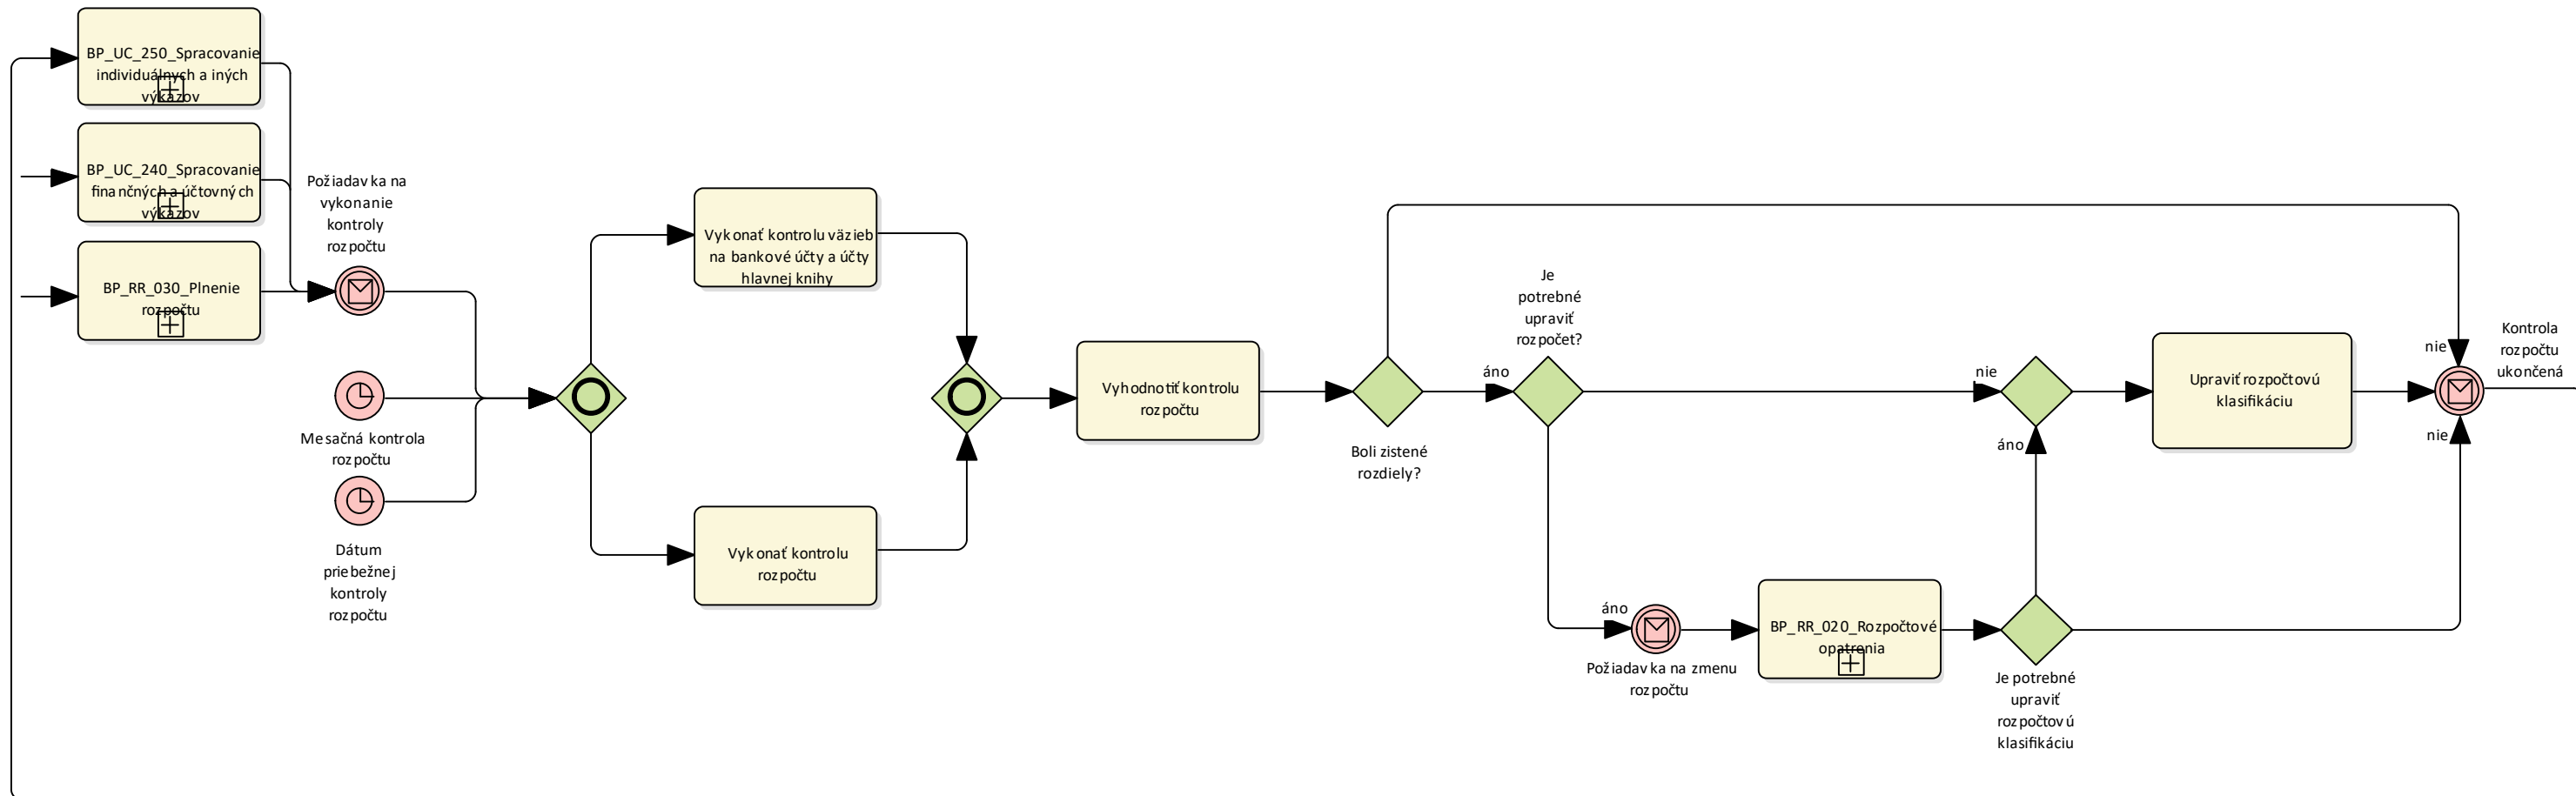 BP_UC_250_Spracovanie
individuálnych a iných
výkazov
BP_UC_240_Spracovanie
finančných a účtovných
výkazov
BP_RR_030_Plnenie
rozpočtu
Požiadavka na
vykonanie
kontroly
rozpočtu
Mesačná kontrola
rozpočtu
Dátum
priebežnej
kontroly
rozpočtu
Vykonať kontrolu väzieb
na bankové účty a účty
hlavnej knihy
Vykonať kontrolu
rozpočtu
Vyhodnotiť kontrolu
rozpočtu
Boli zistené
rozdiely?
áno
Je
potrebné
upraviť
rozpočet?
nie
áno
áno
Požiadavka na zmenu
rozpočtu
BP_RR_020_Rozpočtové
opatrenia
Je potrebné
upraviť
rozpočtovú
klasifikáciu
Upraviť rozpočtovú
klasifikáciu
nie
nie
Kontrola
rozpočtu
ukončená